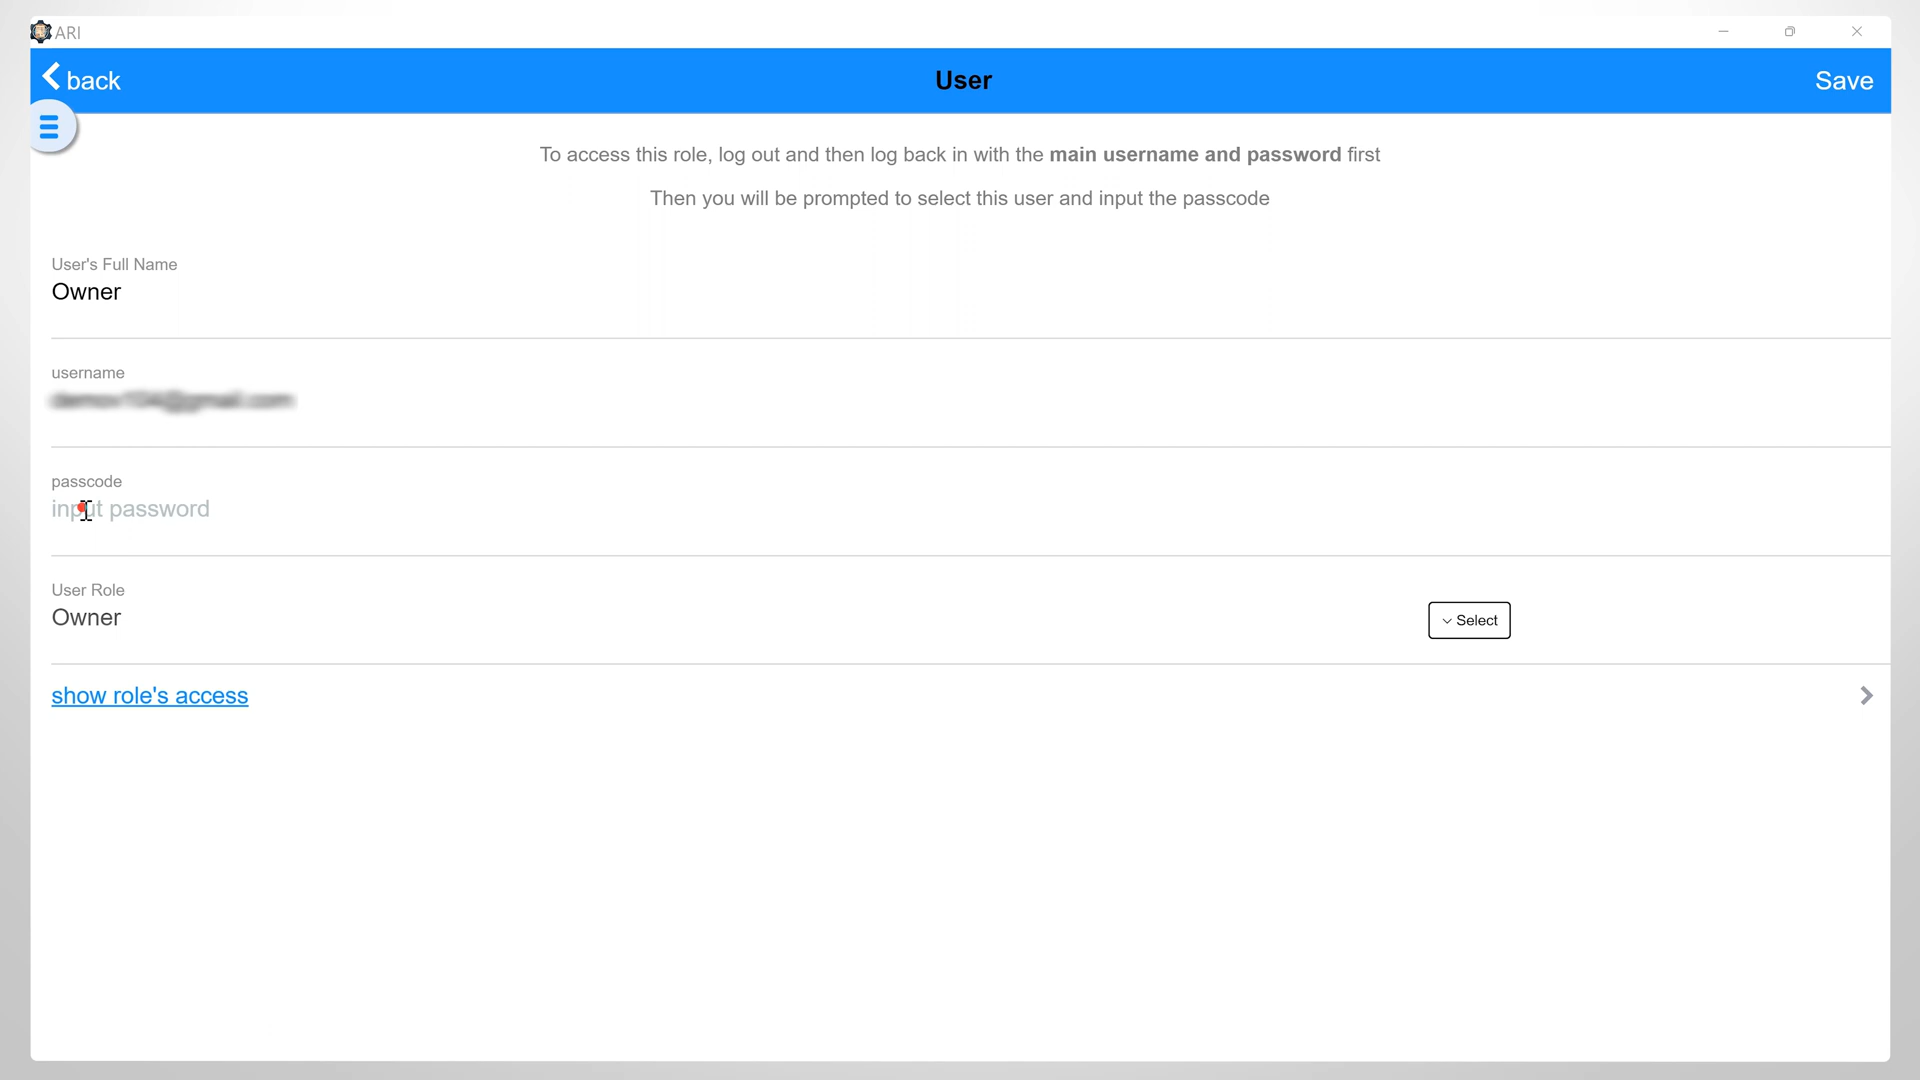 ARI
back
User
Save
To access this role, log out and then log back in with the main username and password first
Then you will be prompted to select this user and input the passcode
User's Full Name
Owner
username
passcode
input password
User Role
Owner
Select
show role's access